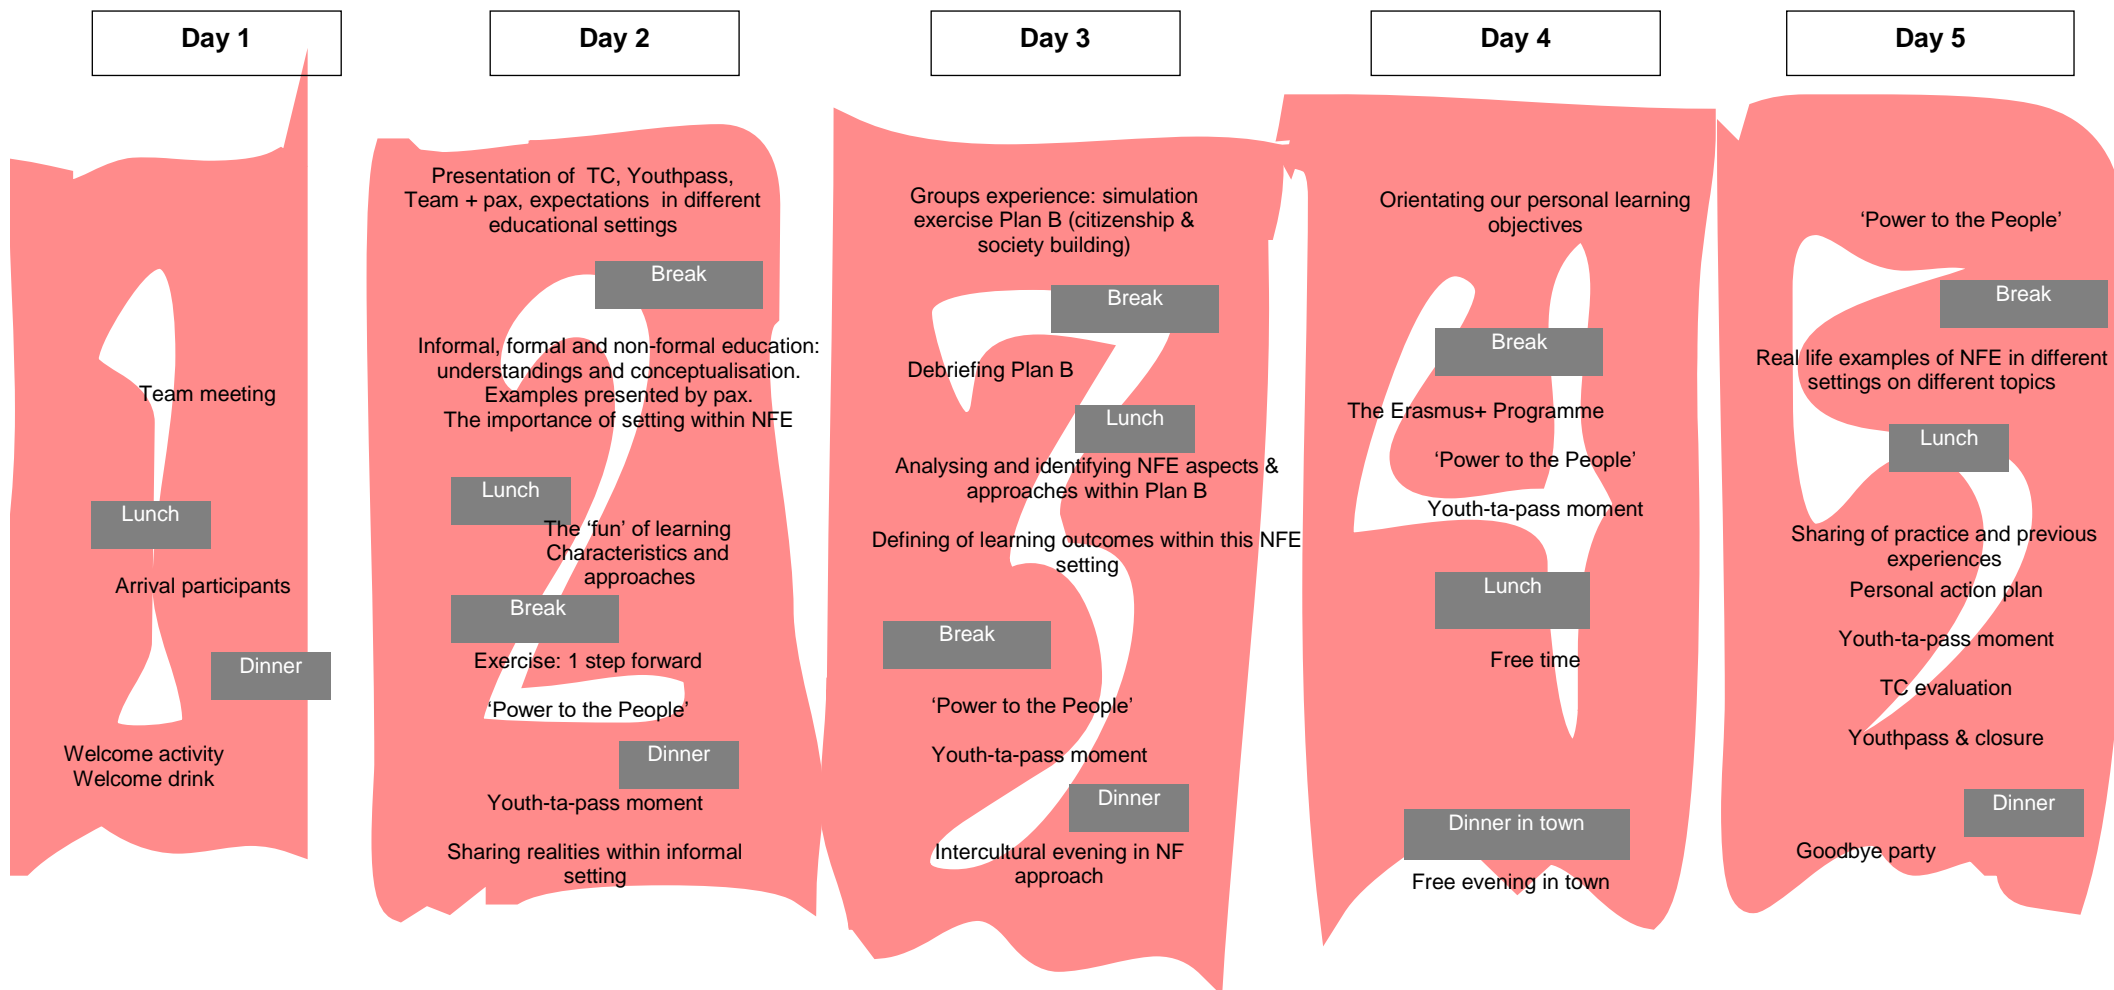 Day 1
Team meeting
Lunch
Arrival participants
Dinner
Welcome activity
Welcome drink
Day 2
Presentation of TC, Youthpass,
Team + pax, expectations in different
educational settings
Break
Informal, formal and non-formal education:
understandings and conceptualisation.
Examples presented by pax.
The importance of setting within NFE
Lunch
The ‘fun’ of learning
Characteristics and
approaches
Break
Exercise: 1 step forward
‘Power to the People’
Dinner
Youth-ta-pass moment
Sharing realities within informal
setting
Day 3
Groups experience: simulation
exercise Plan B (citizenship &
society building)
Break
Debriefing Plan B
Lunch
Analysing and identifying NFE aspects &
approaches within Plan B
Defining of learning outcomes within this NFE
setting
Break
‘Power to the People’
Youth-ta-pass moment
Dinner
Intercultural evening in NF
approach
Day 4
Orientating our personal learning
objectives
Break
The Erasmus+ Programme
‘Power to the People’
Youth-ta-pass moment
Lunch
Free time
Dinner in town
Free evening in town
Day 5
‘Power to the People’
Break
Real life examples of NFE in different
settings on different topics
Lunch
Sharing of practice and previous
experiences
Personal action plan
Youth-ta-pass moment
TC evaluation
Youthpass & closure
Dinner
Goodbye party
1
2
3
4
5